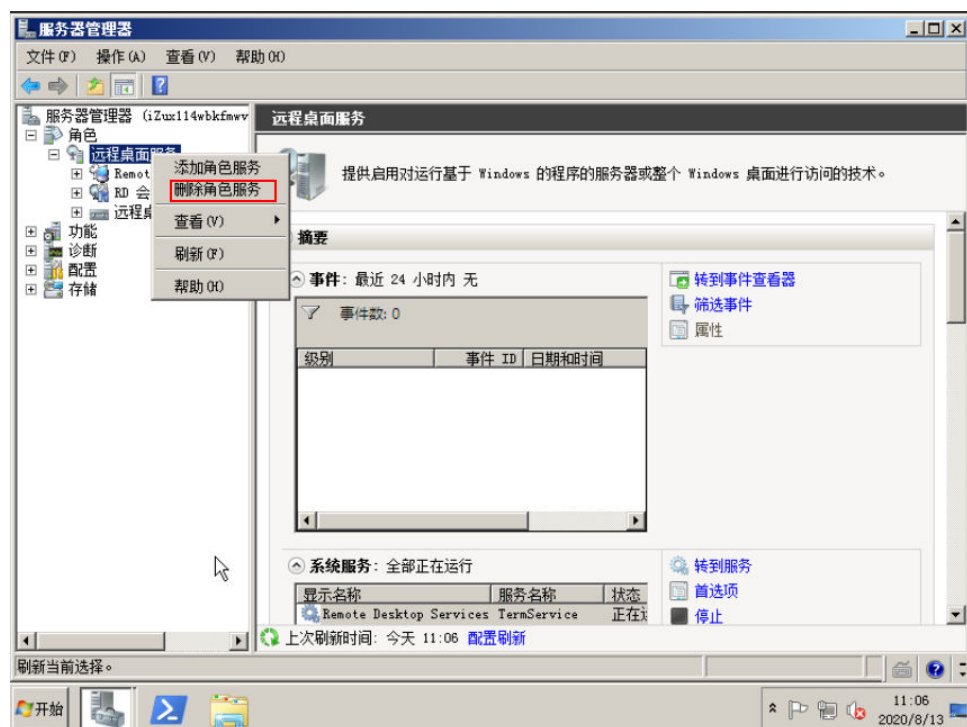 服务器管理器
文件(F) 操作(A) 查看(V) 帮助(H)
服务器管理器 (iZux114wbkfmwv
角色
远程桌面服务
Remot
RD 会
远程桌
功能
诊断
配置
存储
添加角色服务
删除角色服务
查看(V)
刷新(F)
帮助(H)
远程桌面服务
提供启用对运行基于 Windows 的程序的服务器或整个 Windows 桌面进行访问的技术。
摘要
事件: 最近 24 小时内 无
事件数: 0
级别 事件 ID 日期和时间
转到事件查看器
筛选事件
属性
系统服务: 全部正在运行
显示名称 服务名称 状态
Remote Desktop Services TermService 正在
转到服务
首选项
停止
上次刷新时间: 今天 11:06 配置刷新
刷新当前选择。
开始
11:06
2020/8/13